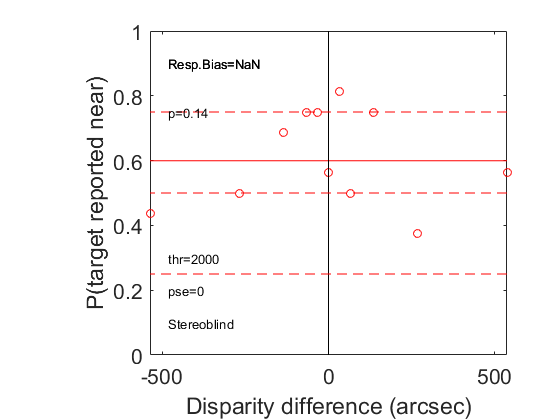 1
Resp.Bias=NaN
0.8
p=0.14
0.6
0.4
thr=2000
0.2
pse=0
Stereoblind
0
-500 0 500
Disparity difference (arcsec)
P(target reported near)